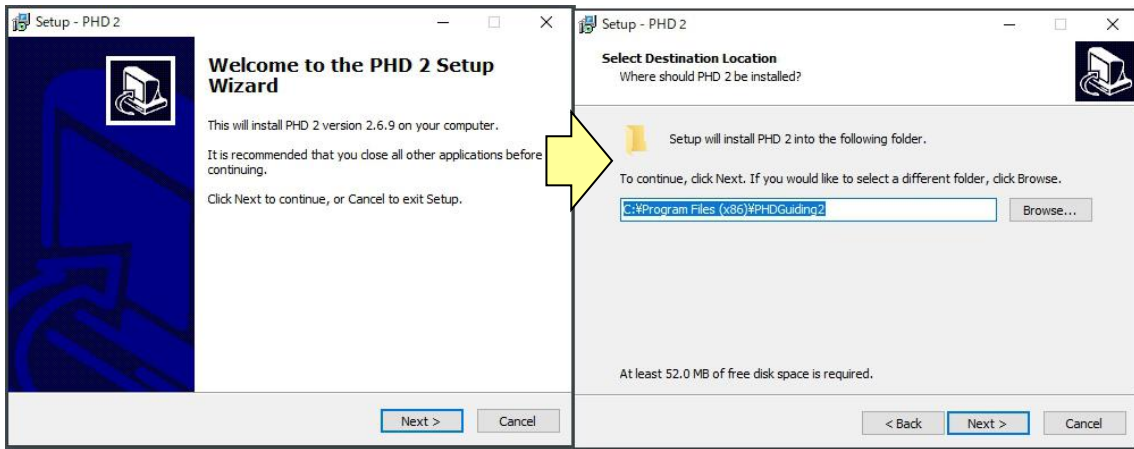 Setup - PHD 2
Welcome to the PHD 2 Setup
Wizard
This will install PHD 2 version 2.6.9 on your computer.
It is recommended that you close all other applications before
continuing.
Click Next to continue, or Cancel to exit Setup.
Next >
Cancel
Setup - PHD 2
Select Destination Location
Where should PHD 2 be installed?
Setup will install PHD 2 into the following folder.
To continue, click Next. If you would like to select a different folder, click Browse.
C:¥Program Files (x86)¥PHDGuiding2
Browse...
At least 52.0 MB of free disk space is required.
< Back
Next >
Cancel